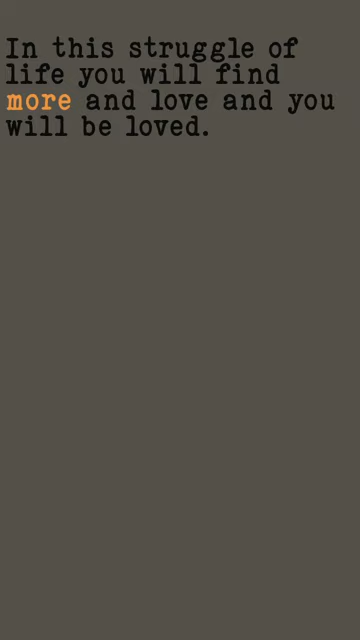 In this struggle of
life you will find
more and love and you
will be loved.